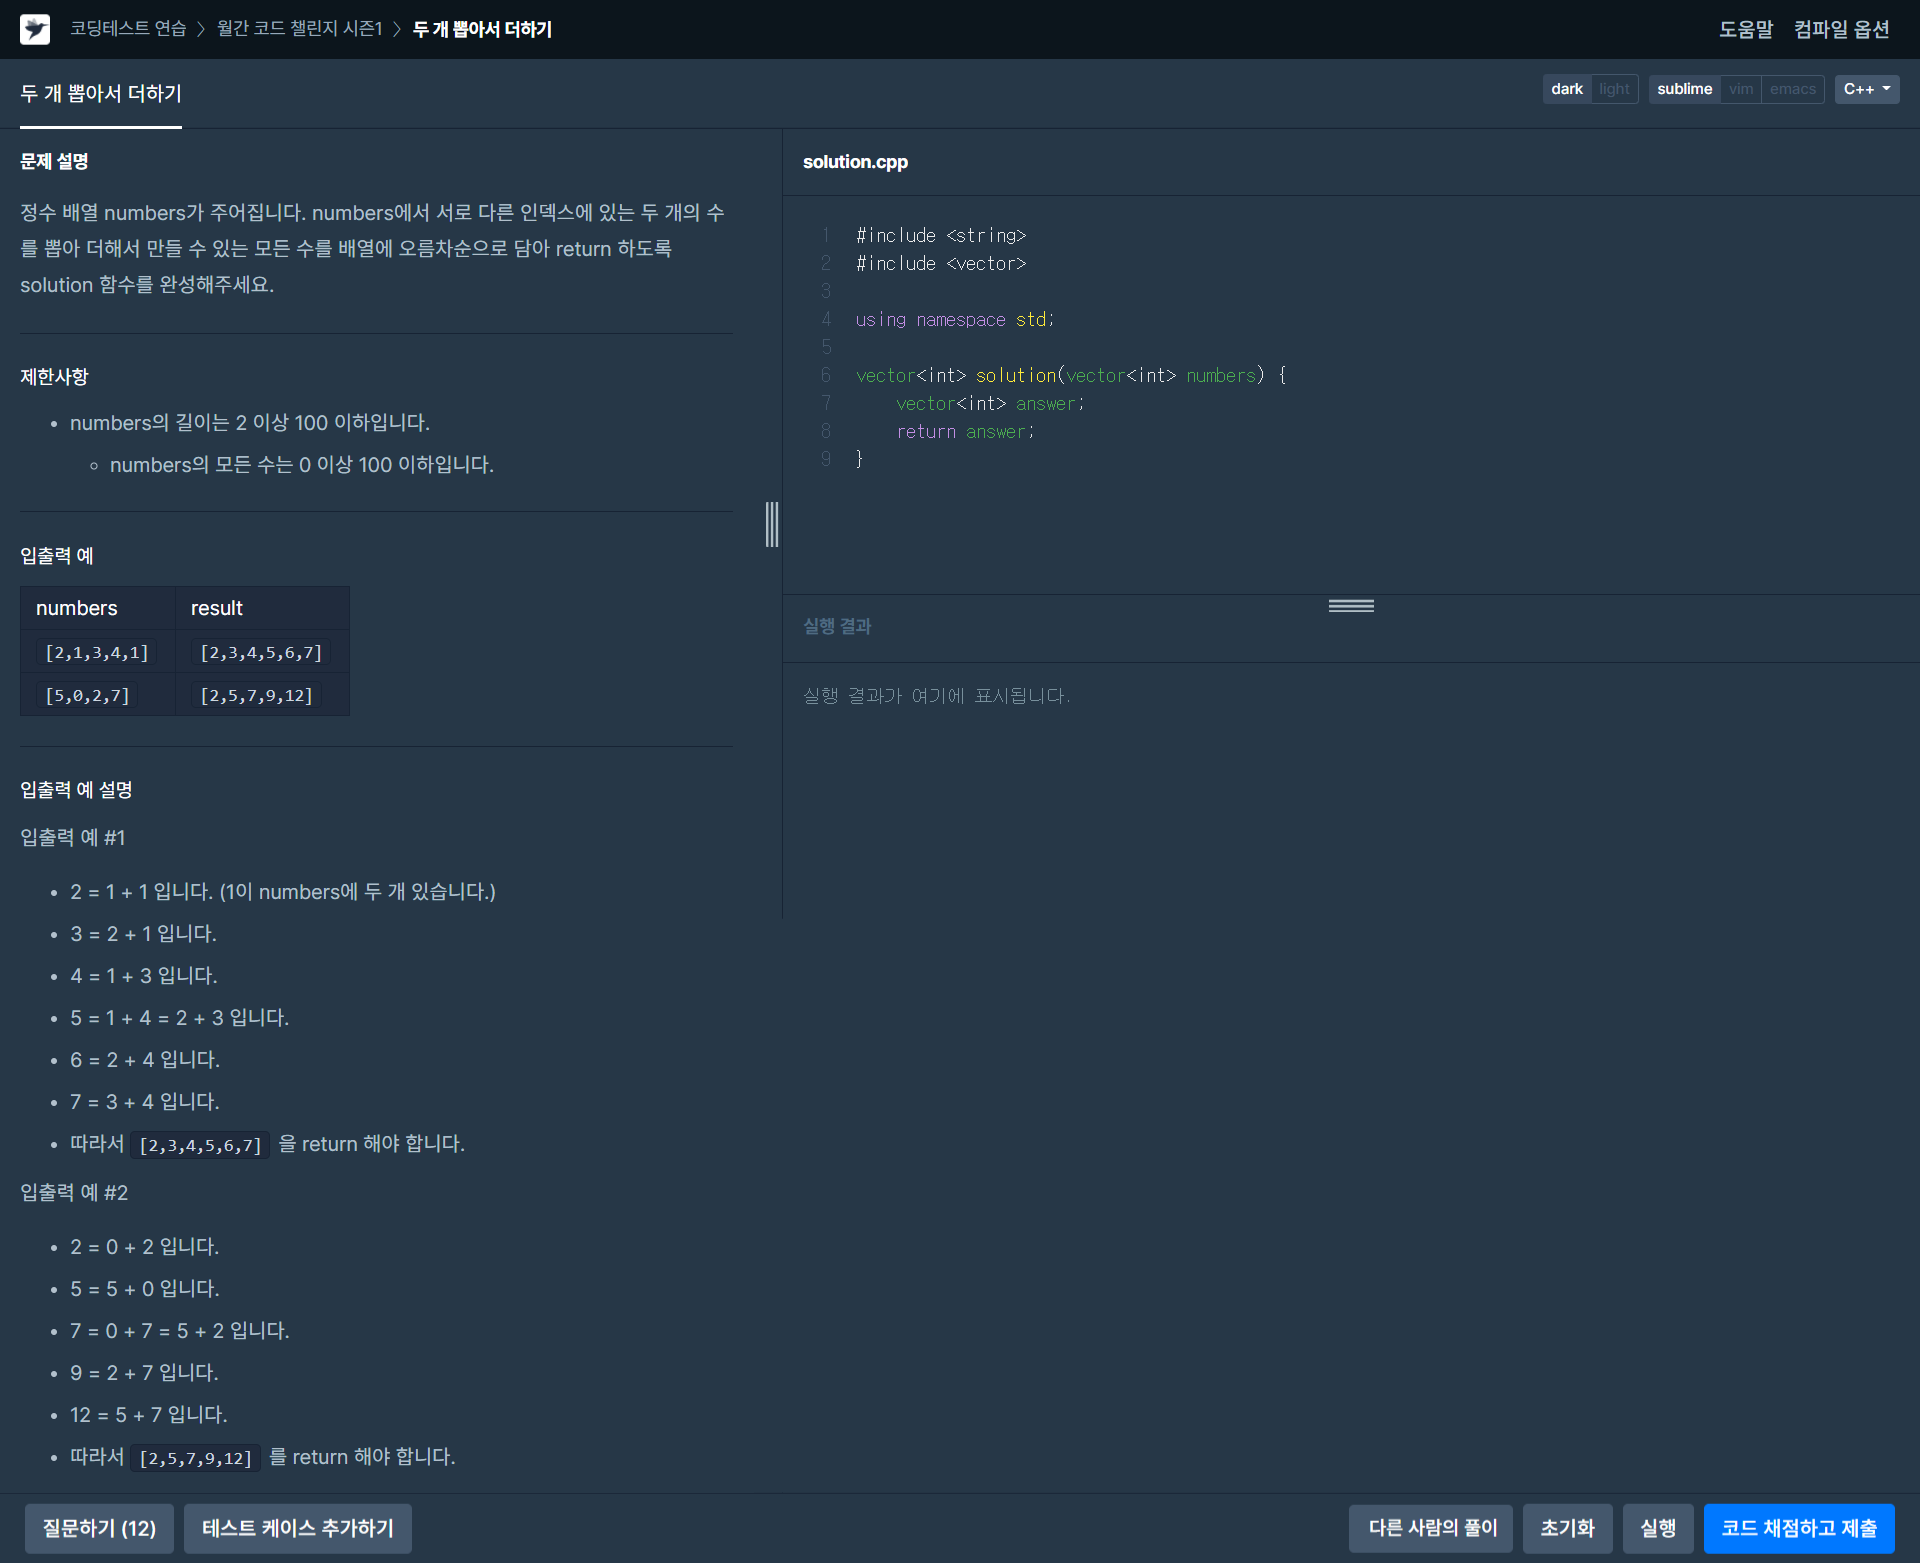 코딩테스트 연습 〉 월간 코드 챌린지 시즌1 〉 두 개 뽑아서 더하기
도움말 컴파일 옵션
두 개 뽑아서 더하기
dark light sublime vim emacs C++
문제 설명
정수 배열 numbers가 주어집니다. numbers에서 서로 다른 인덱스에 있는 두 개의 수
를 뽑아 더해서 만들 수 있는 모든 수를 배열에 오름차순으로 담아 return 하도록
solution 함수를 완성해주세요.
제한사항
• numbers의 길이는 2 이상 100 이하입니다.
◦ numbers의 모든 수는 0 이상 100 이하입니다.
입출력 예
numbers result
[2,1,3,4,1] [2,3,4,5,6,7]
[5,0,2,7] [2,5,7,9,12]
입출력 예 설명
입출력 예 #1
• 2 = 1 + 1 입니다. (1이 numbers에 두 개 있습니다.)
• 3 = 2 + 1 입니다.
• 4 = 1 + 3 입니다.
• 5 = 1 + 4 = 2 + 3 입니다.
• 6 = 2 + 4 입니다.
• 7 = 3 + 4 입니다.
• 따라서 [2,3,4,5,6,7] 을 return 해야 합니다.
입출력 예 #2
• 2 = 0 + 2 입니다.
• 5 = 5 + 0 입니다.
• 7 = 0 + 7 = 5 + 2 입니다.
• 9 = 2 + 7 입니다.
• 12 = 5 + 7 입니다.
• 따라서 [2,5,7,9,12] 를 return 해야 합니다.
solution.cpp
1 #include <string>
2 #include <vector>
3
4 using namespace std;
5
6 vector<int> solution(vector<int> numbers) {
7     vector<int> answer;
8     return answer;
9 }
실행 결과
실행 결과가 여기에 표시됩니다.
질문하기 (12) 테스트 케이스 추가하기 다른 사람의 풀이 초기화 실행 코드 채점하고 제출